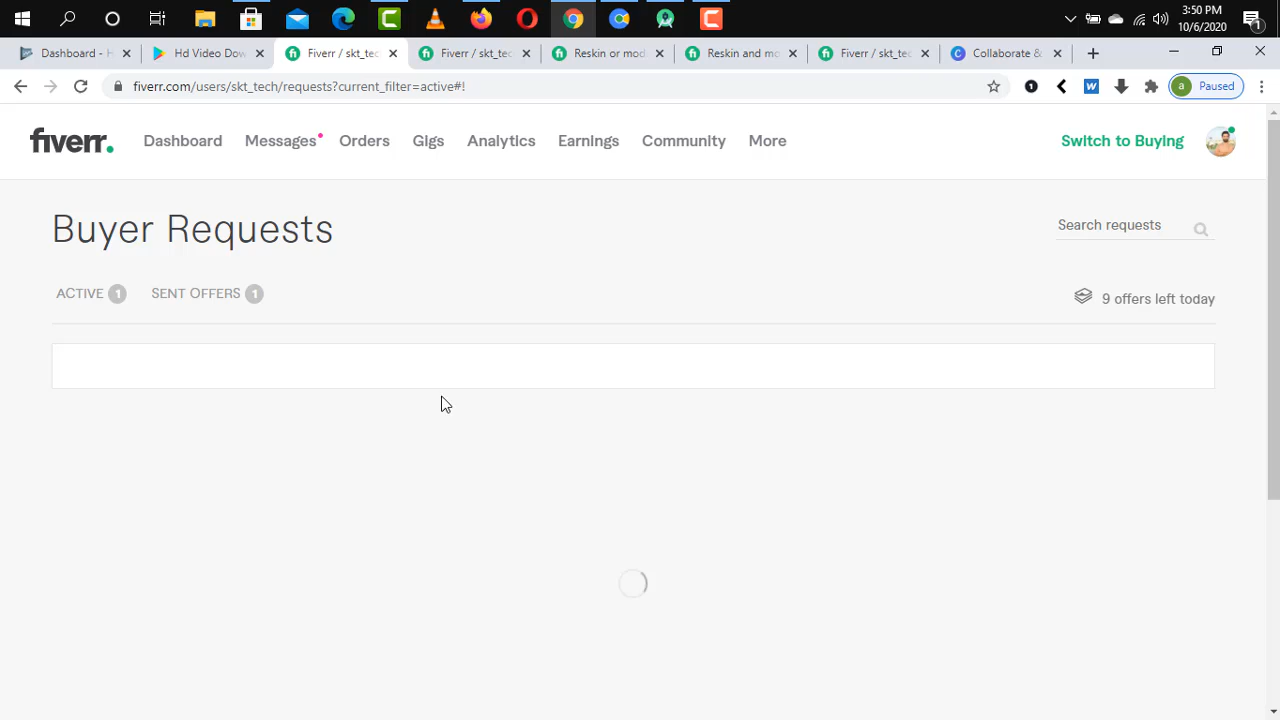 3:50 PM
10/6/2020
1
Dashboard - H
Hd Video Dow
Fiverr / skt_tec
Fiverr / skt_tec
Reskin or mod
Reskin and mo
Fiverr / skt_tec
Collaborate &
fiverr.com/users/skt_tech/requests?current_filter=active#!
a Paused
fiverr.
Dashboard Messages Orders Gigs Analytics Earnings Community More
Switch to Buying
Buyer Requests
Search requests
ACTIVE 1 SENT OFFERS 1
9 offers left today